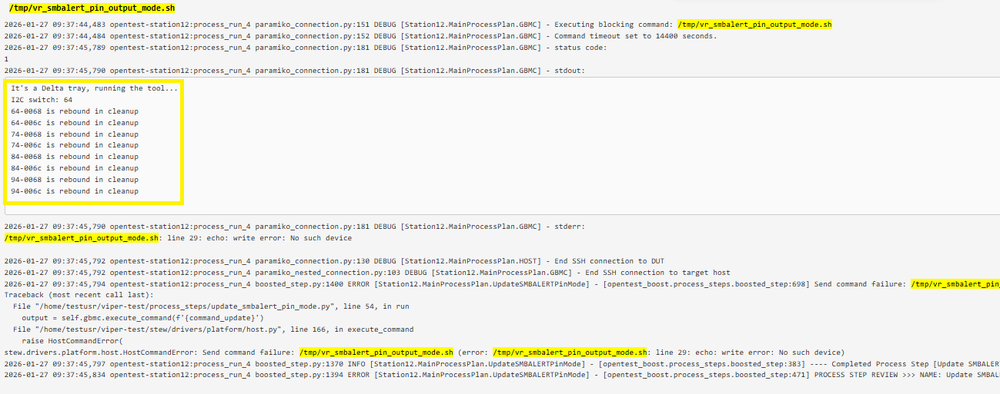 /tmp/vr_smbalert_pin_output_mode.sh
2026-01-27 09:37:44,483 opentest-station12:process_run_4 paramiko_connection.py:151 DEBUG [Station12.MainProcessPlan.GBMC] - Executing blocking command: /tmp/vr_smbalert_pin_output_mode.sh
2026-01-27 09:37:44,484 opentest-station12:process_run_4 paramiko_connection.py:152 DEBUG [Station12.MainProcessPlan.GBMC] - Command timeout set to 14400 seconds.
2026-01-27 09:37:45,789 opentest-station12:process_run_4 paramiko_connection.py:181 DEBUG [Station12.MainProcessPlan.GBMC] - status code:
1
2026-01-27 09:37:45,790 opentest-station12:process_run_4 paramiko_connection.py:181 DEBUG [Station12.MainProcessPlan.GBMC] - stdout:
It's a Delta tray, running the tool...
I2C switch: 64
64-0068 is rebound in cleanup
64-006c is rebound in cleanup
74-0068 is rebound in cleanup
74-006c is rebound in cleanup
84-0068 is rebound in cleanup
84-006c is rebound in cleanup
94-0068 is rebound in cleanup
94-006c is rebound in cleanup
2026-01-27 09:37:45,790 opentest-station12:process_run_4 paramiko_connection.py:181 DEBUG [Station12.MainProcessPlan.GBMC] - stderr:
/tmp/vr_smbalert_pin_output_mode.sh: line 29: echo: write error: No such device
2026-01-27 09:37:45,792 opentest-station12:process_run_4 paramiko_connection.py:130 DEBUG [Station12.MainProcessPlan.HOST] - End SSH connection to DUT
2026-01-27 09:37:45,792 opentest-station12:process_run_4 paramiko_nested_connection.py:103 DEBUG [Station12.MainProcessPlan.GBMC] - End SSH connection to target host
2026-01-27 09:37:45,794 opentest-station12:process_run_4 boosted_step.py:1400 ERROR [Station12.MainProcessPlan.UpdateSMBALERTPinMode] - [opentest_boost.process_steps.boosted_step:698] Send command failure: /tmp/vr_smbalert_pin_
Traceback (most recent call last):
File "/home/testusr/viper-test/process_steps/update_smbalert_pin_mode.py", line 54, in run
output = self.gbmc.execute_command(f'{command_update}')
File "/home/testusr/viper-test/stew/drivers/platform/host.py", line 166, in execute_command
raise HostCommandError(
stew.drivers.platform.host.HostCommandError: Send command failure: /tmp/vr_smbalert_pin_output_mode.sh (error: /tmp/vr_smbalert_pin_output_mode.sh: line 29: echo: write error: No such device)
2026-01-27 09:37:45,797 opentest-station12:process_run_4 boosted_step.py:1370 INFO [Station12.MainProcessPlan.UpdateSMBALERTPinMode] - [opentest_boost.process_steps.boosted_step:383] ---- Completed Process Step [Update SMBALERT
2026-01-27 09:37:45,834 opentest-station12:process_run_4 boosted_step.py:1394 ERROR [Station12.MainProcessPlan.UpdateSMBALERTPinMode] - [opentest_boost.process_steps.boosted_step:471] PROCESS STEP REVIEW >>> NAME: Update SMBAL